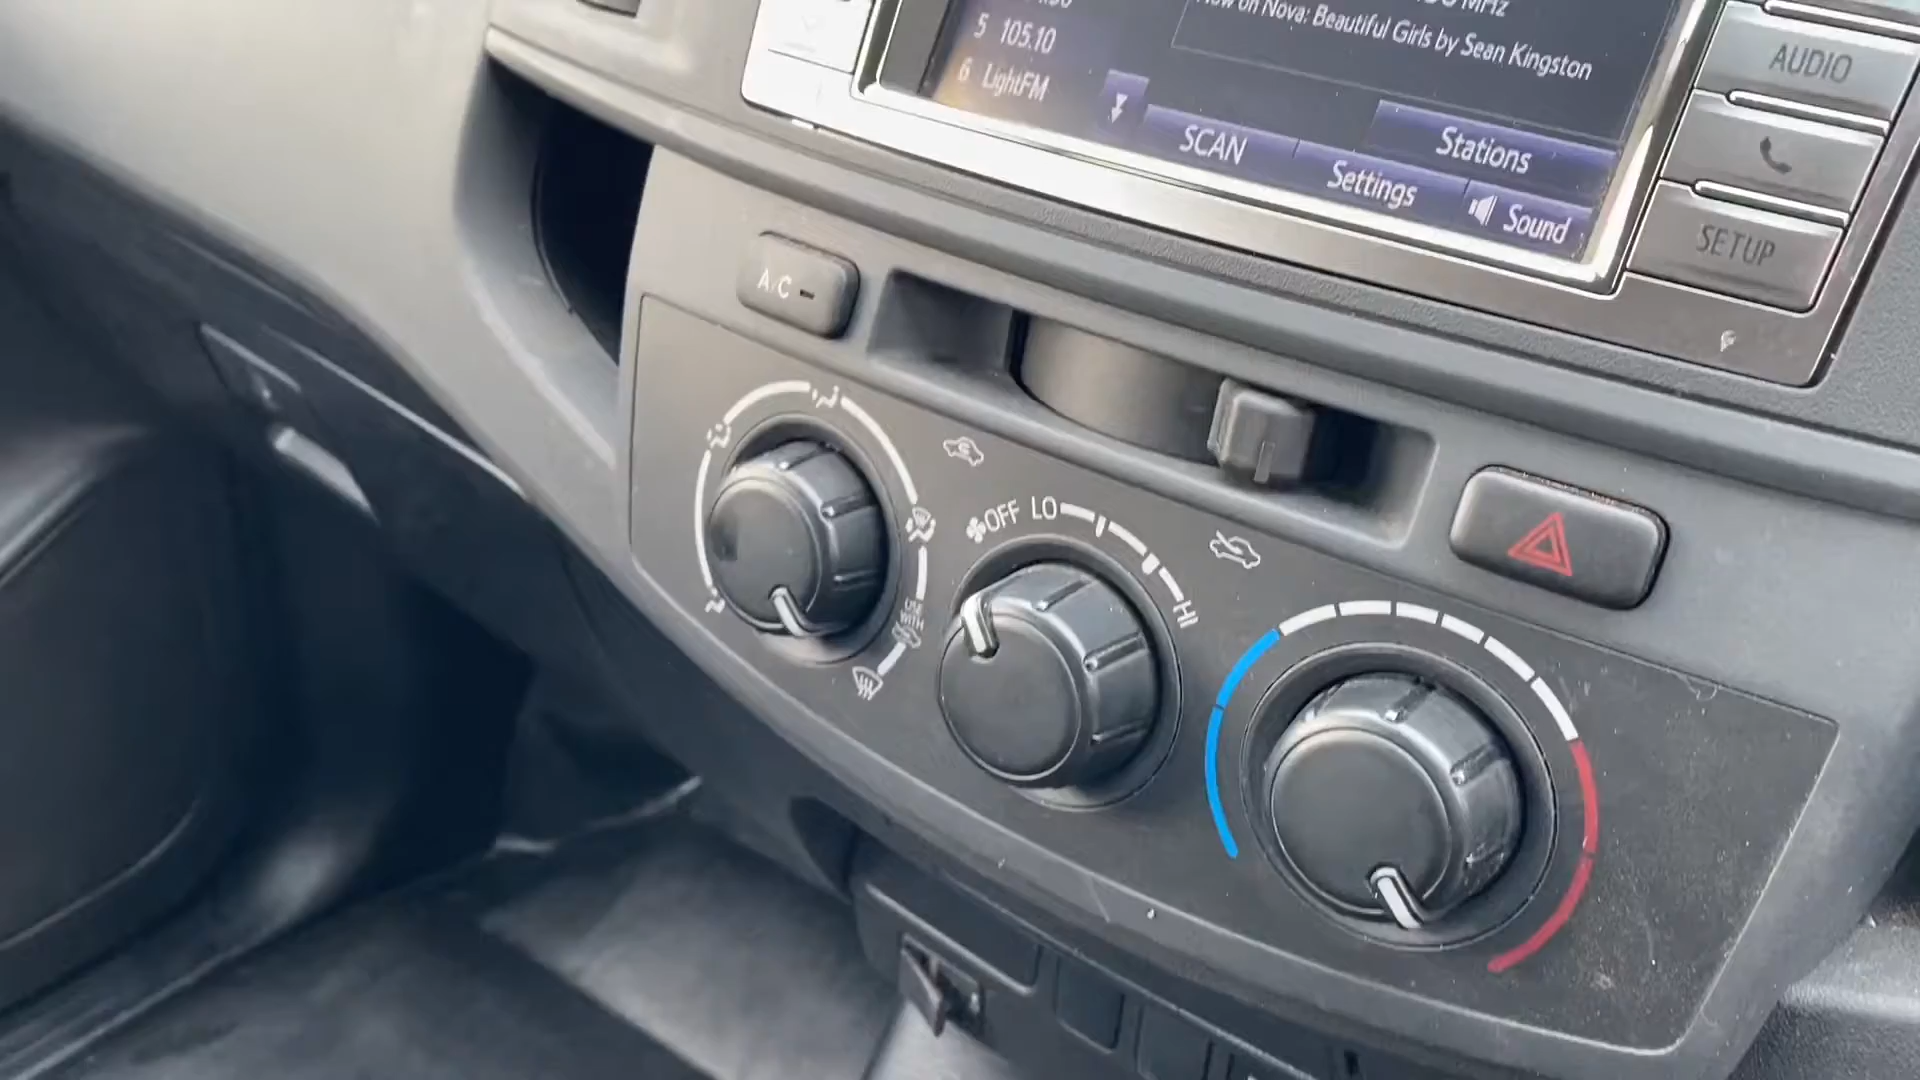 5 105.10
Now on Nova: Beautiful Girls by Sean Kingston
6 LightFM
SCAN
Stations
Settings
Sound
AUDIO
SETUP
A/C
OFF LO
HI
USE
WITH